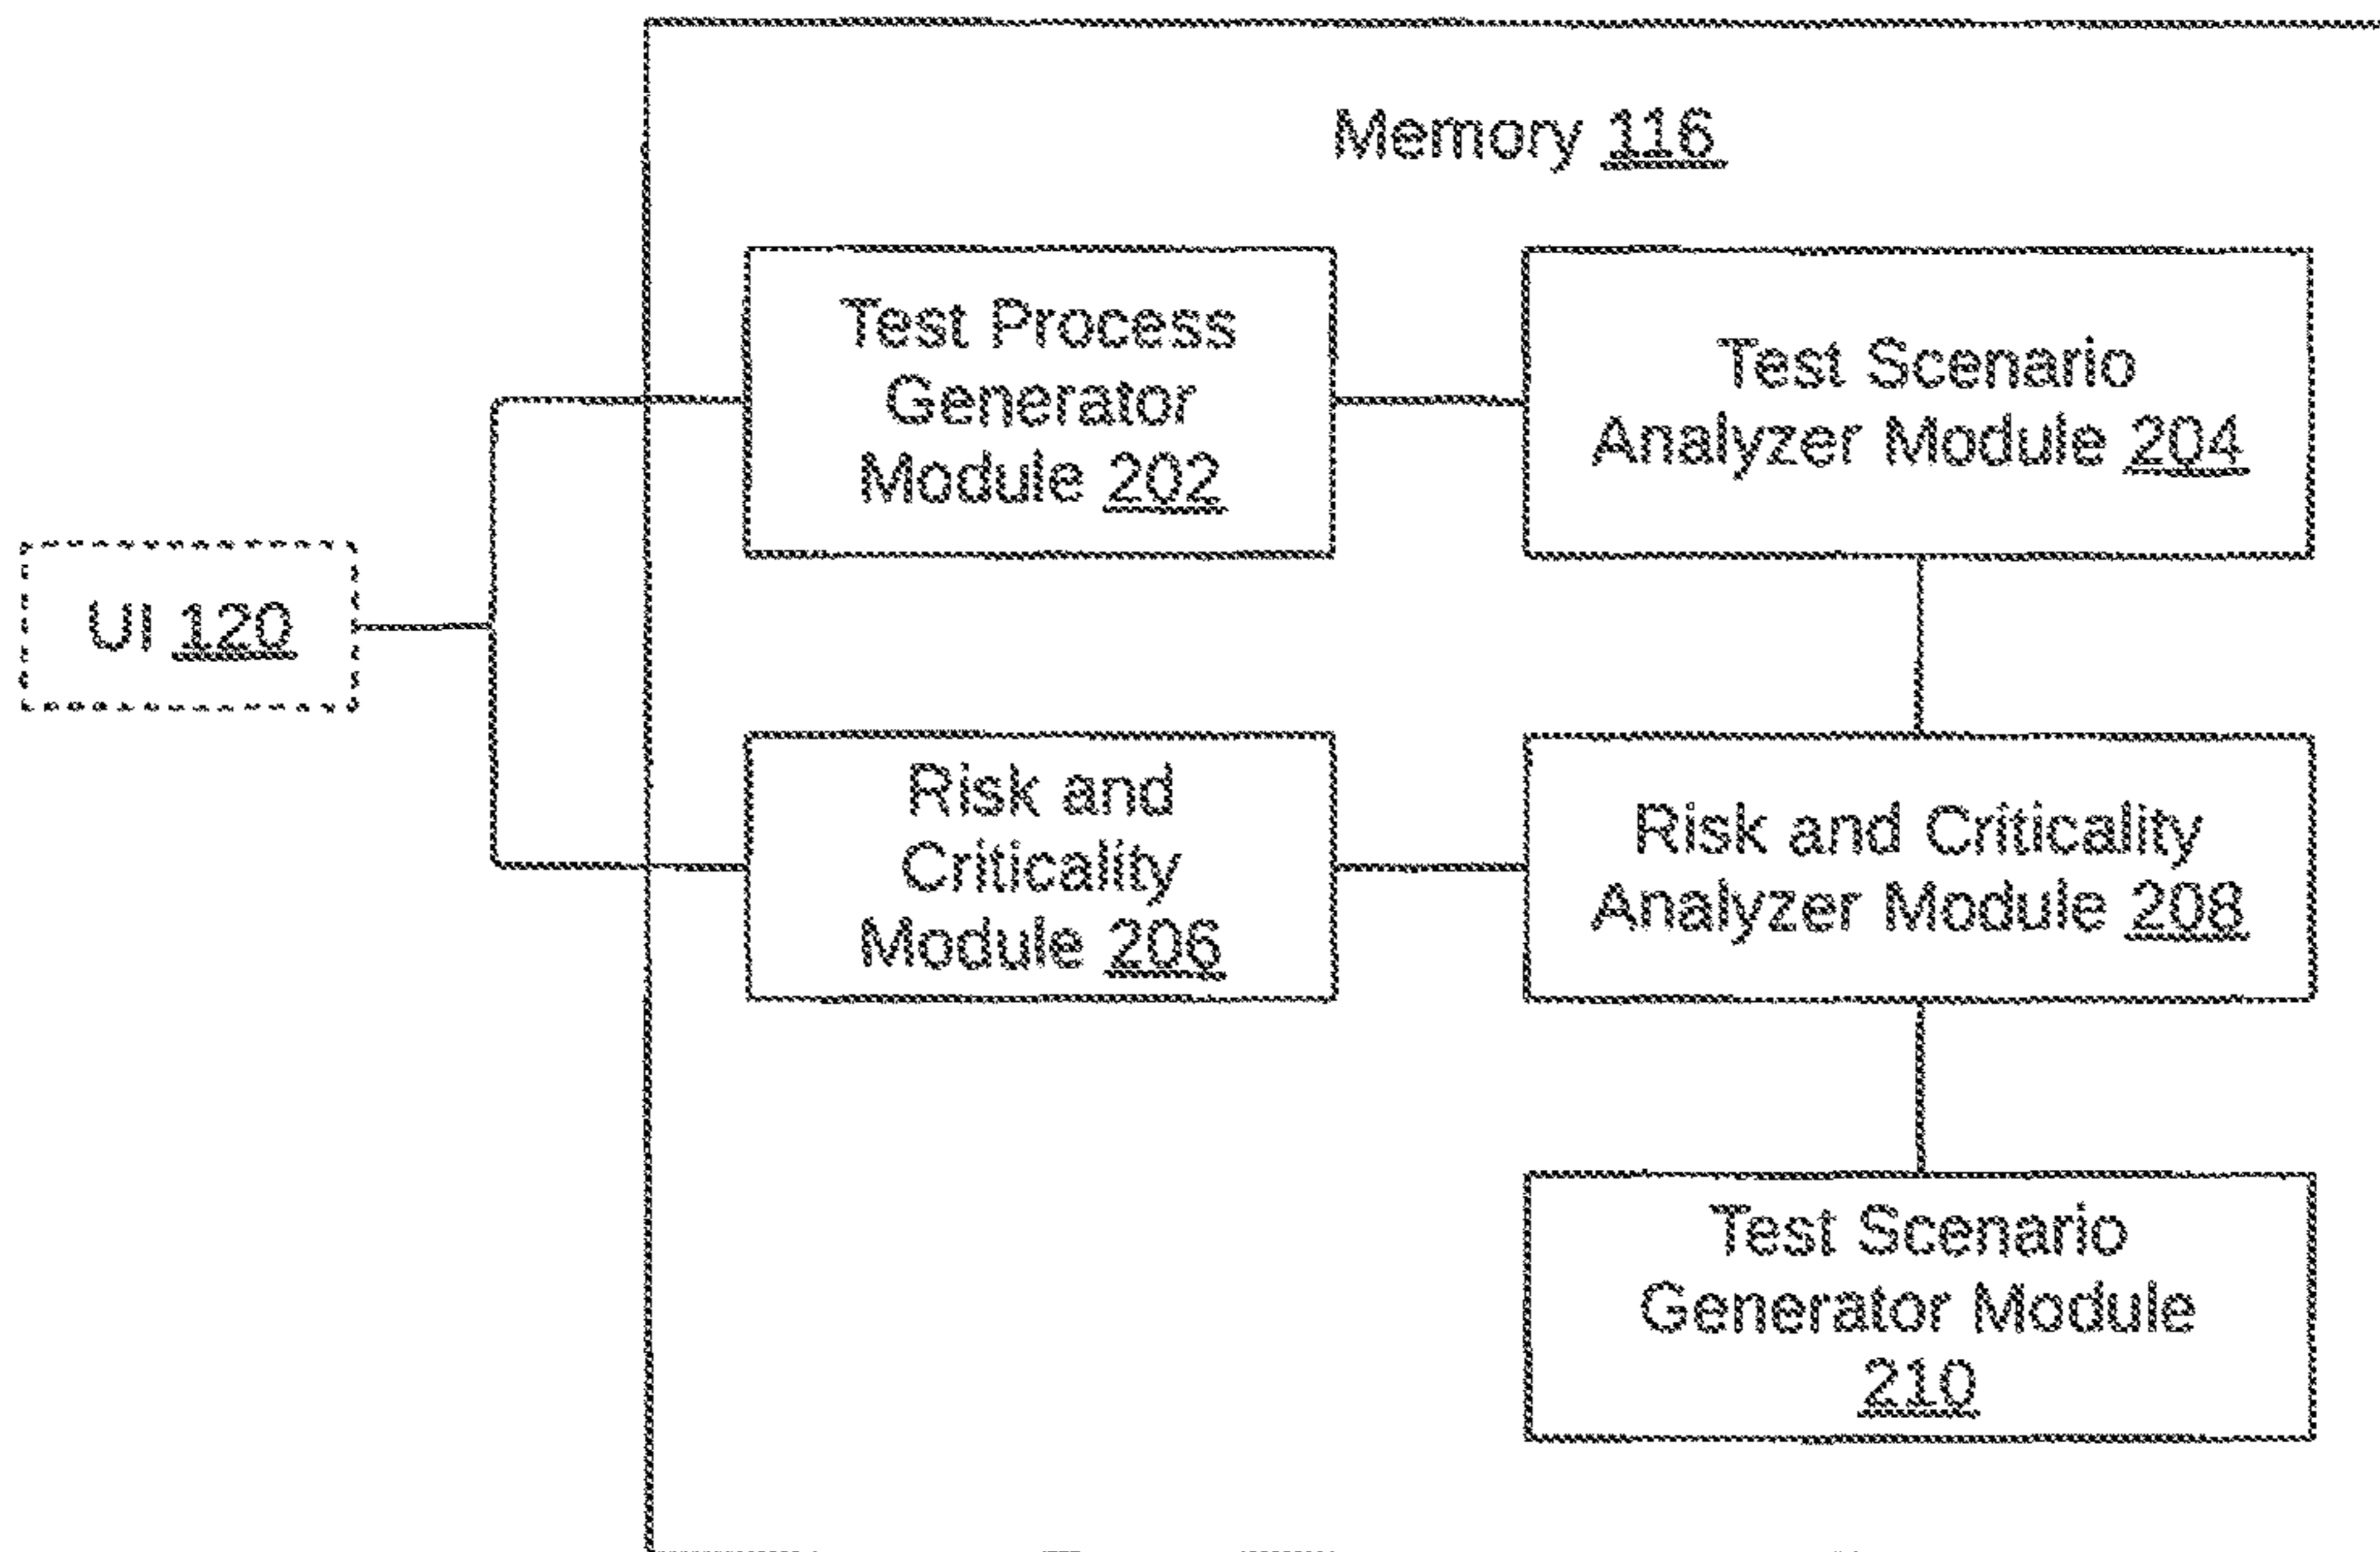 Memory 116
Test Process
Generator
Module 202
Test Scenario
Analyzer Module 204
UI 120
Risk and
Criticality
Module 206
Risk and Criticality
Analyzer Module 208
Test Scenario
Generator Module
210